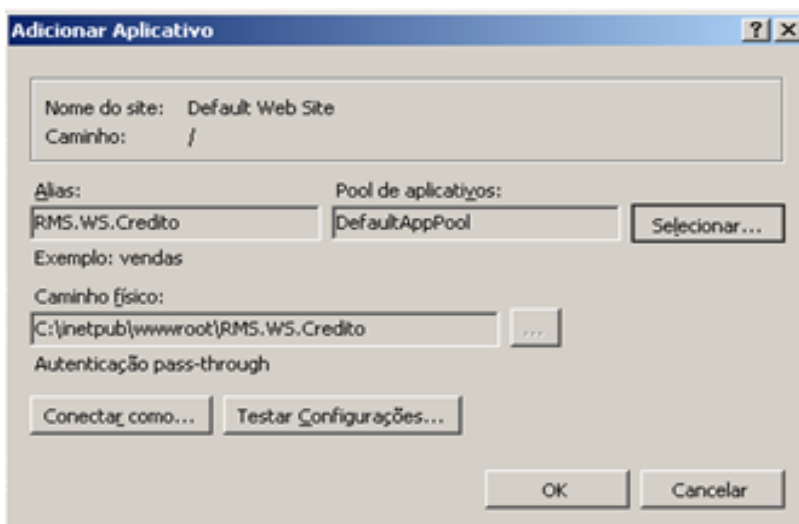 Adicionar Aplicativo
Nome do site: Default Web Site
Caminho: /
Alias: Pool de aplicativos:
RMS.WS.Credito DefaultAppPool Selecionar...
Exemplo: vendas
Caminho físico:
C:\inetpub\wwwroot\RMS.WS.Credito ...
Autenticação pass-through
Conectar como... Testar Configurações...
OK Cancelar